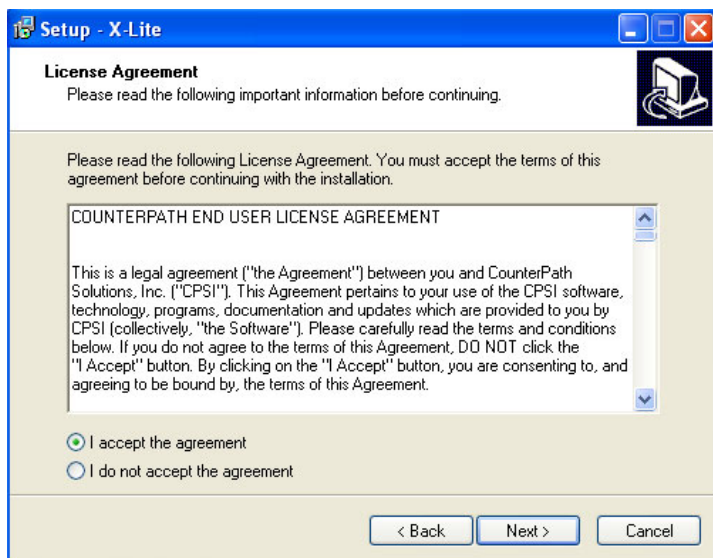 Setup - X-Lite
License Agreement
Please read the following important information before continuing.
Please read the following License Agreement. You must accept the terms of this
agreement before continuing with the installation.
COUNTERPATH END USER LICENSE AGREEMENT
This is a legal agreement ("the Agreement") between you and CounterPath
Solutions, Inc. ("CPSI"). This Agreement pertains to your use of the CPSI software,
technology, programs, documentation and updates which are provided to you by
CPSI (collectively, "the Software"). Please carefully read the terms and conditions
below. If you do not agree to the terms of this Agreement, DO NOT click the
"I Accept" button. By clicking on the "I Accept" button, you are consenting to, and
agreeing to be bound by, the terms of this Agreement.
I accept the agreement
I do not accept the agreement
< Back Next > Cancel